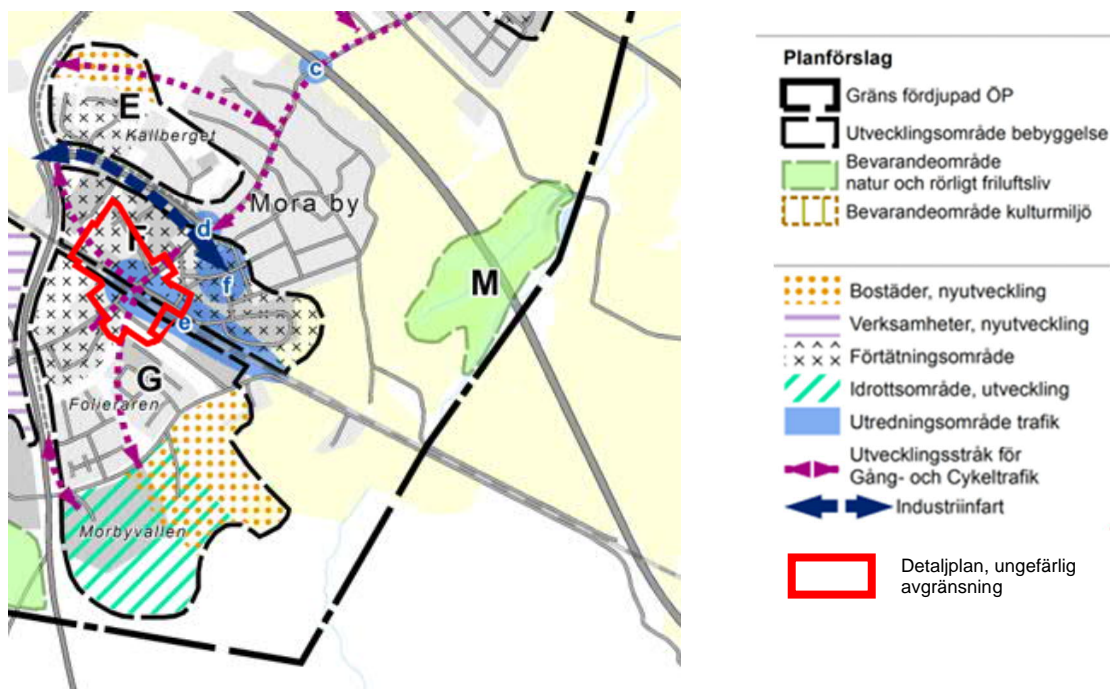 c
E
Källberget
Mora by
d
F
f
M
e
G
Folieraren
Morbyvallen
Planförslag
Gräns fördjupad ÖP
Utvecklingsområde bebyggelse
Bevarandeområde
natur och rörligt friluftsliv
Bevarandeområde kulturmiljö
Bostäder, nyutveckling
Verksamheter, nyutveckling
Förtätningsområde
Idrottsområde, utveckling
Utredningsområde trafik
Utvecklingsstråk för
Gång- och Cykeltrafik
Industriinfart
Detaljplan, ungefärlig
avgränsning